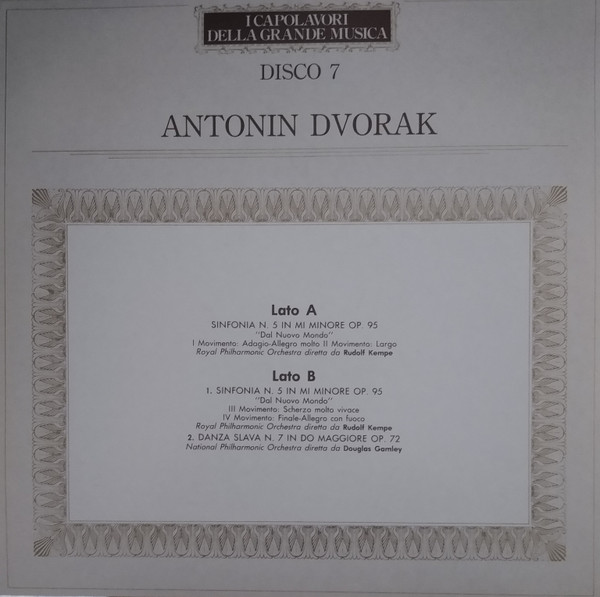 I CAPOLAVORI
DELLA GRANDE MUSICA
DISCO 7
ANTONIN DVORAK
Lato A
SINFONIA N. 5 IN MI MINORE OP. 95
"Dal Nuovo Mondo"
I Movimento: Adagio-Allegro molto II Movimento: Largo
Royal Philharmonic Orchestra diretta da Rudolf Kempe
Lato B
1. SINFONIA N. 5 IN MI MINORE OP. 95
"Dal Nuovo Mondo"
III Movimento: Scherzo molto vivace
IV Movimento: Finale-Allegro con fuoco
Royal Philharmonic Orchestra diretta da Rudolf Kempe
2. DANZA SLAVA N. 7 IN DO MAGGIORE OP. 72
National Philharmonic Orchestra diretta da Douglas Gamley